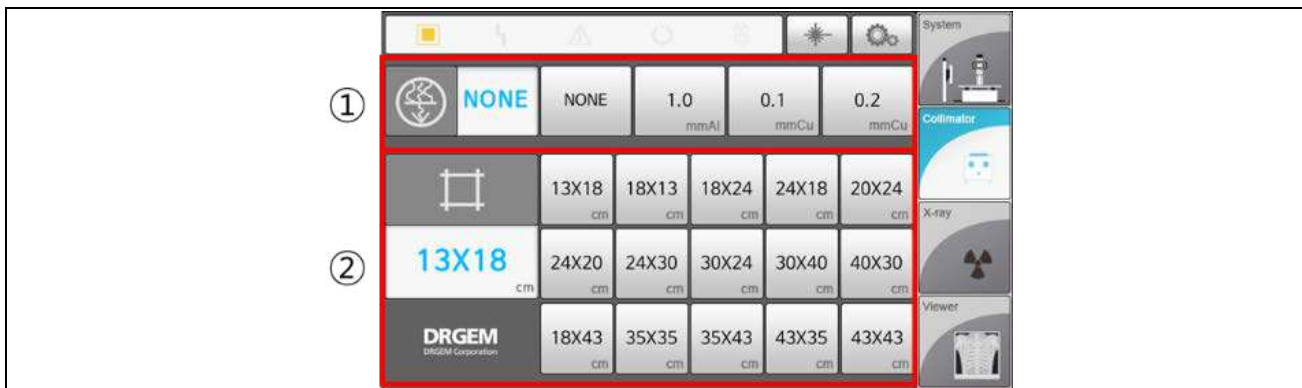 System
①
NONE
NONE
1.0
mmAl
0.1
mmCu
0.2
mmCu
Collimator
②
13X18
cm
18X13
cm
18X24
cm
24X18
cm
20X24
cm
X-ray
13X18
cm
24X20
cm
24X30
cm
30X24
cm
30X40
cm
40X30
cm
Viewer
DRGEM
DRGEM Corporation
18X43
cm
35X35
cm
35X43
cm
43X35
cm
43X43
cm